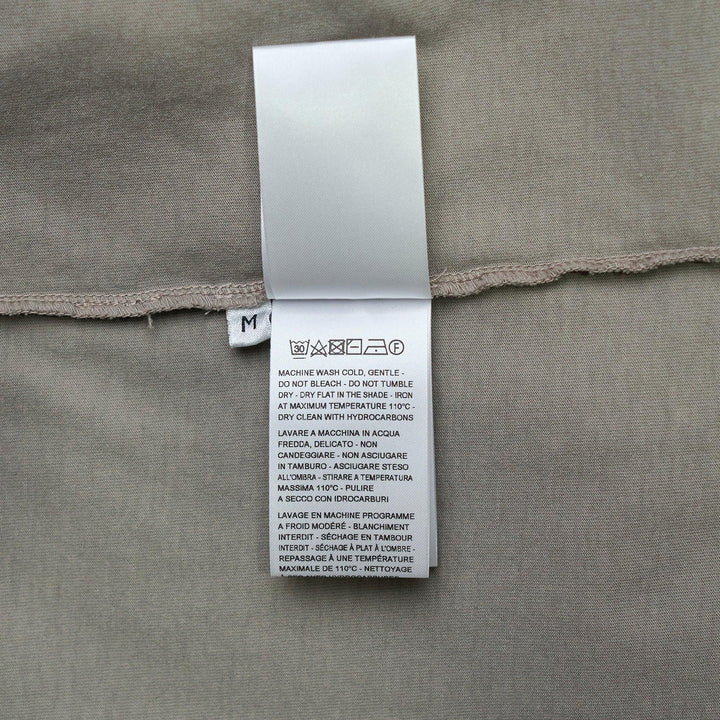 M
30 F
MACHINE WASH COLD, GENTLE -
DO NOT BLEACH - DO NOT TUMBLE
DRY - DRY FLAT IN THE SHADE - IRON
AT MAXIMUM TEMPERATURE 110°C -
DRY CLEAN WITH HYDROCARBONS
LAVARE A MACCHINA IN ACQUA
FREDDA, DELICATO - NON
CANDEGGIARE - NON ASCIUGARE
IN TAMBURO - ASCIUGARE STESO
ALL'OMBRA - STIRARE A TEMPERATURA
MASSIMA 110°C - PULIRE
A SECCO CON IDROCARBURI
LAVAGE EN MACHINE PROGRAMME
A FROID MODÉRÉ - BLANCHIMENT
INTERDIT - SÉCHAGE EN TAMBOUR
INTERDIT - SÉCHAGE À PLAT À L'OMBRE -
REPASSAGE À UNE TEMPÉRATURE
MAXIMALE DE 110°C - NETTOYAGE